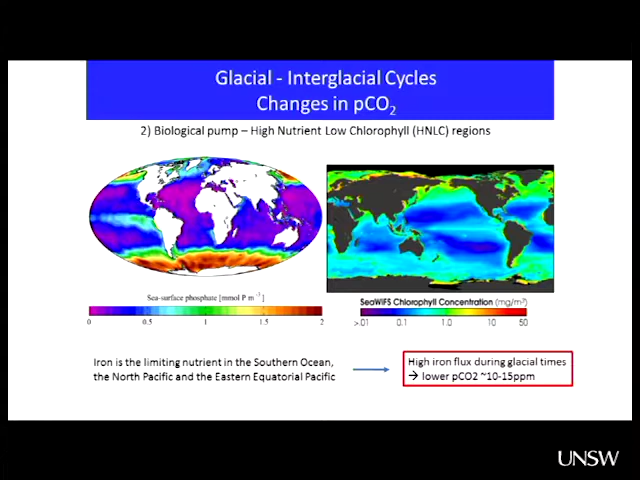 Glacial - Interglacial Cycles
Changes in pCO₂
2) Biological pump – High Nutrient Low Chlorophyll (HNLC) regions
Sea-surface phosphate [mmol P m⁻³]
0 0.5 1 1.5 2
SeaWiFS Chlorophyll Concentration (mg/m³)
>.01 0.1 1.0 10 50
Iron is the limiting nutrient in the Southern Ocean,
the North Pacific and the Eastern Equatorial Pacific
High iron flux during glacial times
→ lower pCO2 ~10-15ppm
UNSW